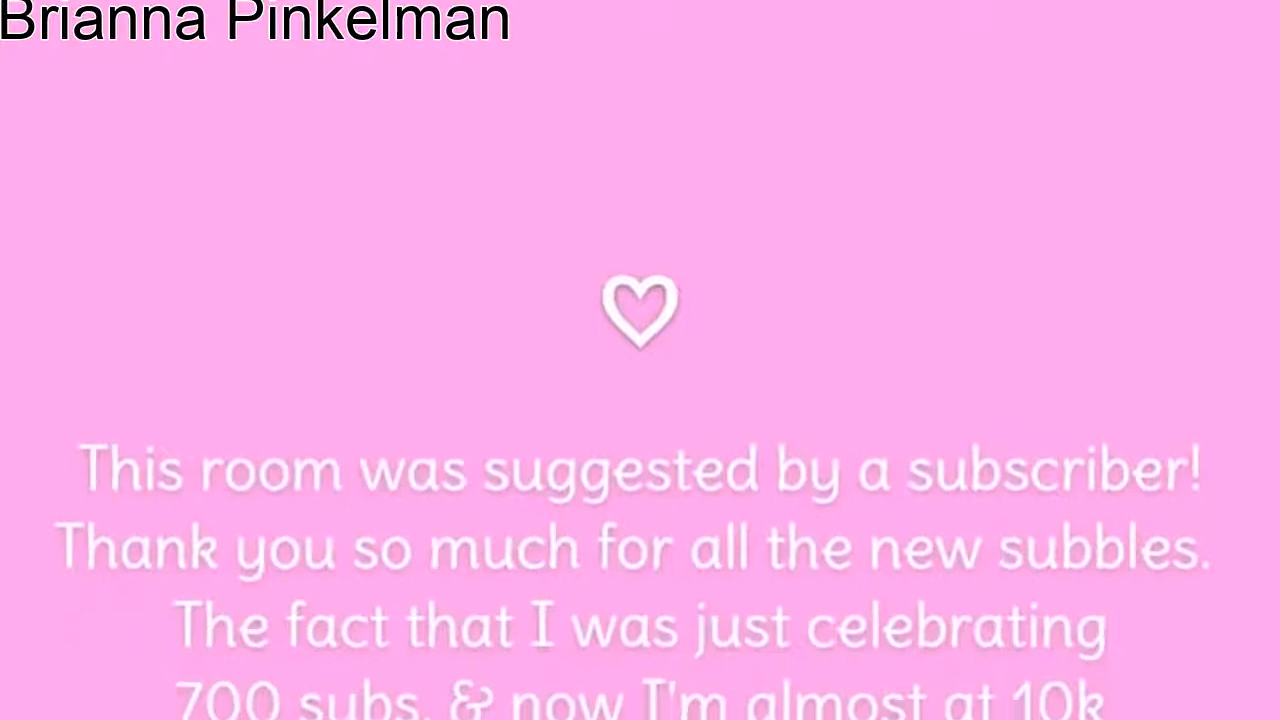 Brianna Pinkelman
This room was suggested by a subscriber!
Thank you so much for all the new subbles.
The fact that I was just celebrating
700 subs, & now I'm almost at 10k